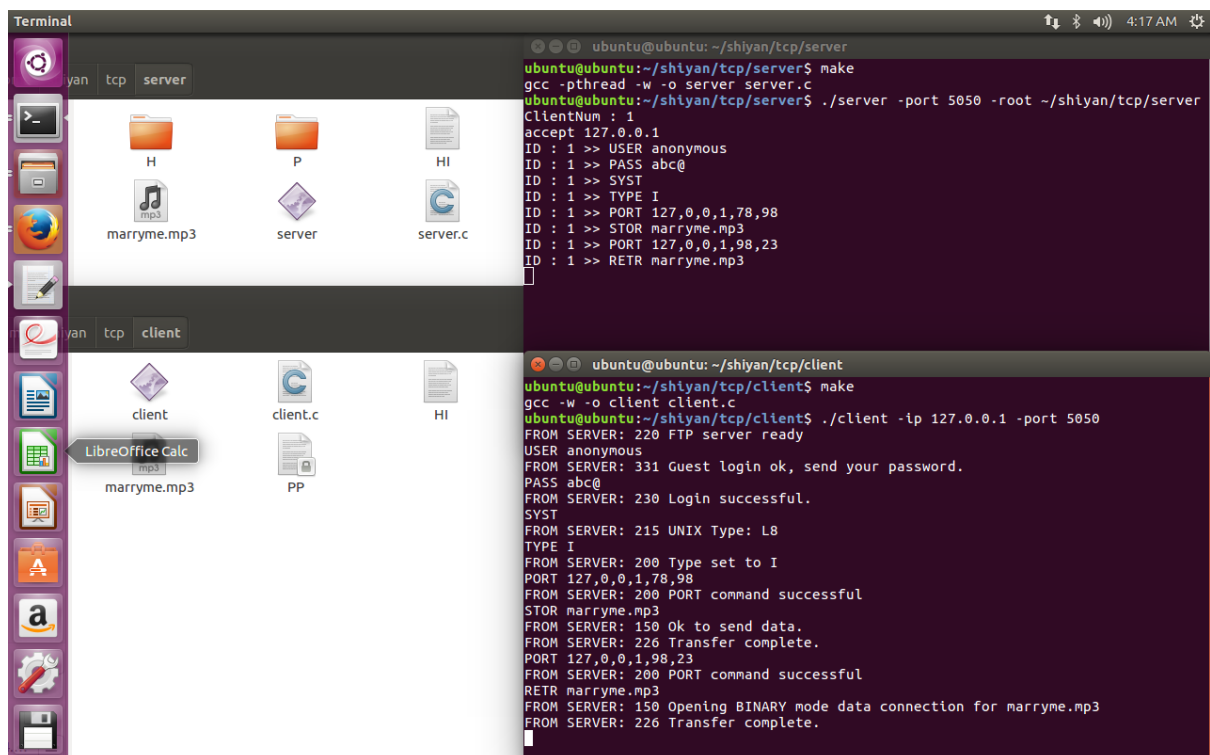 Terminal
4:17 AM
yan tcp server
H P HI
mp3
marryme.mp3 server server.c
yan tcp client
client client.c HI
LibreOffice Calc
mp3
marryme.mp3 PP
ubuntu@ubuntu: ~/shiyan/tcp/server
ubuntu@ubuntu:~/shiyan/tcp/server$ make
gcc -pthread -w -o server server.c
ubuntu@ubuntu:~/shiyan/tcp/server$ ./server -port 5050 -root ~/shiyan/tcp/server
ClientNum : 1
accept 127.0.0.1
ID : 1 >> USER anonymous
ID : 1 >> PASS abc@
ID : 1 >> SYST
ID : 1 >> TYPE I
ID : 1 >> PORT 127,0,0,1,78,98
ID : 1 >> STOR marryme.mp3
ID : 1 >> PORT 127,0,0,1,98,23
ID : 1 >> RETR marryme.mp3
ubuntu@ubuntu: ~/shiyan/tcp/client
ubuntu@ubuntu:~/shiyan/tcp/client$ make
gcc -w -o client client.c
ubuntu@ubuntu:~/shiyan/tcp/client$ ./client -ip 127.0.0.1 -port 5050
FROM SERVER: 220 FTP server ready
USER anonymous
FROM SERVER: 331 Guest login ok, send your password.
PASS abc@
FROM SERVER: 230 Login successful.
SYST
FROM SERVER: 215 UNIX Type: L8
TYPE I
FROM SERVER: 200 Type set to I
PORT 127,0,0,1,78,98
FROM SERVER: 200 PORT command successful
STOR marryme.mp3
FROM SERVER: 150 Ok to send data.
FROM SERVER: 226 Transfer complete.
PORT 127,0,0,1,98,23
FROM SERVER: 200 PORT command successful
RETR marryme.mp3
FROM SERVER: 150 Opening BINARY mode data connection for marryme.mp3
FROM SERVER: 226 Transfer complete.